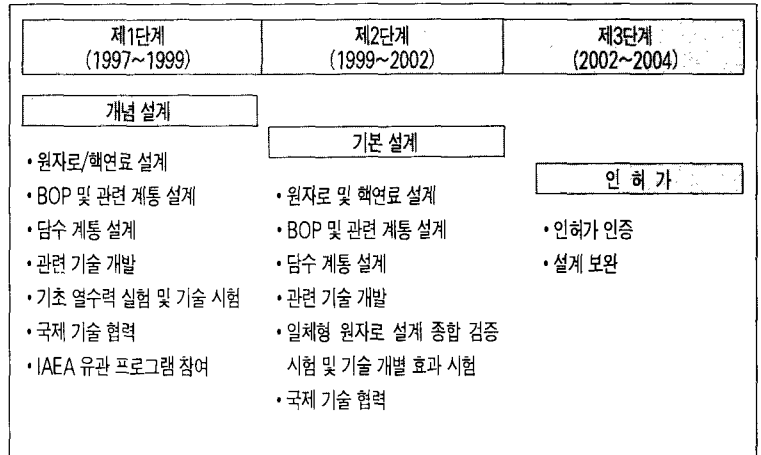 제1단계
(1997~1999)
제2단계
(1999~2002)
제3단계
(2002~2004)
개념 설계
• 원자로/핵연료 설계
• BOP 및 관련 계통 설계
• 담수 계통 설계
• 관련 기술 개발
• 기초 열수력 실험 및 기술 시험
• 국제 기술 협력
• IAEA 유관 프로그램 참여
기본 설계
• 원자로 및 핵연료 설계
• BOP 및 관련 계통 설계
• 담수 계통 설계
• 관련 기술 개발
• 일체형 원자로 설계 종합 검증
시험 및 기술 개별 효과 시험
• 국제 기술 협력
인 허 가
• 인허가 인증
• 설계 보완